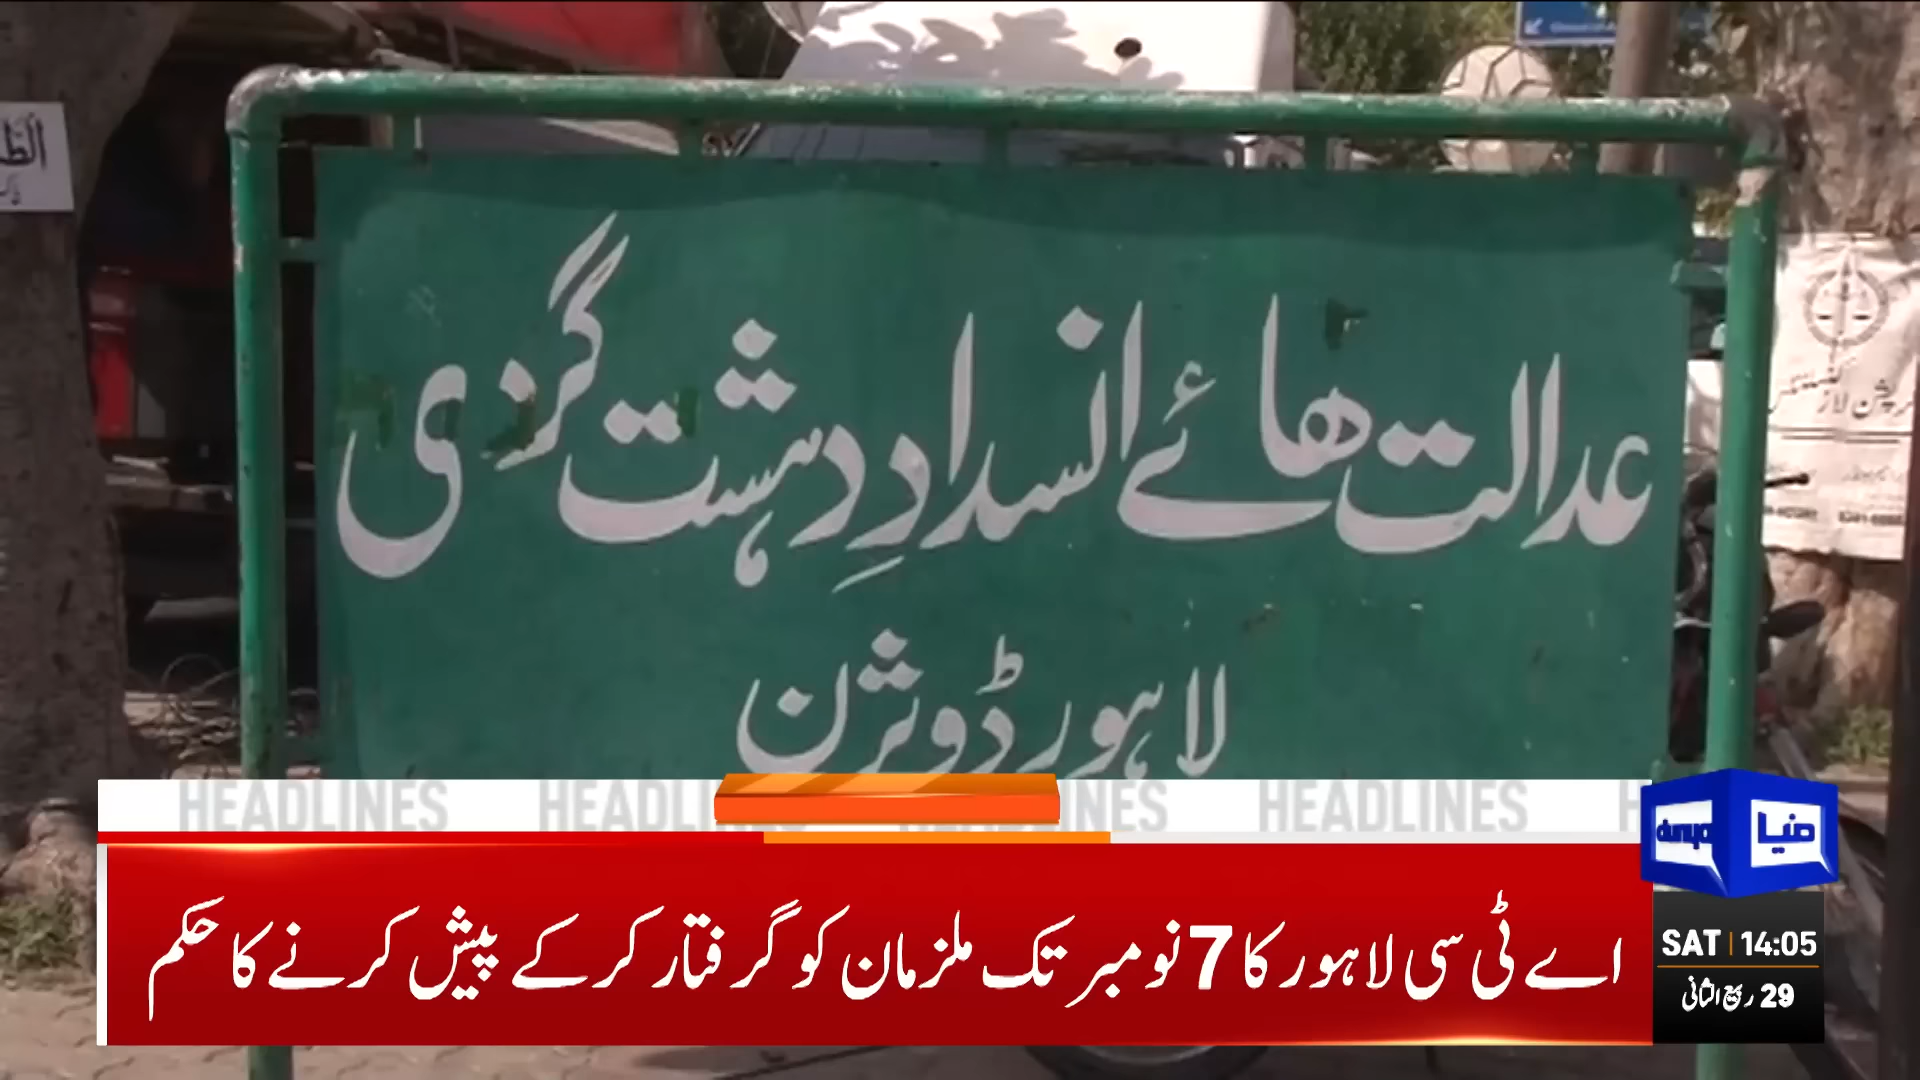 عدالت ھائے انسدادِ دہشت گردی
لاہور ڈویژن
HEADLINES HEADLINES HEADLINES
دنیا
dunya
اے ٹی سی لاہور کا 7 نومبر تک ملزمان کو گرفتار کر کے پیش کرنے کا حکم
SAT 14:05
29 ربیع الثانی